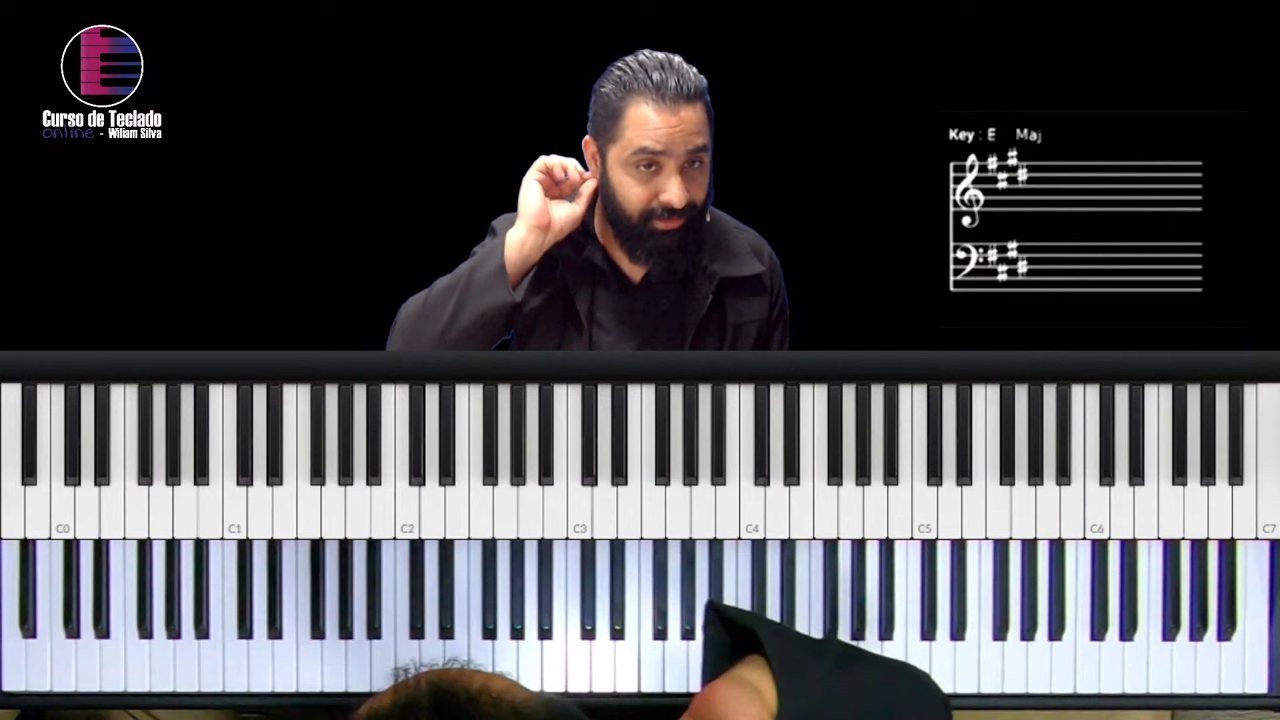 Curso de Teclado
online - Wiliam Silva
Key : E Maj
C0 C1 C2 C3 C4 C5 C6 C7